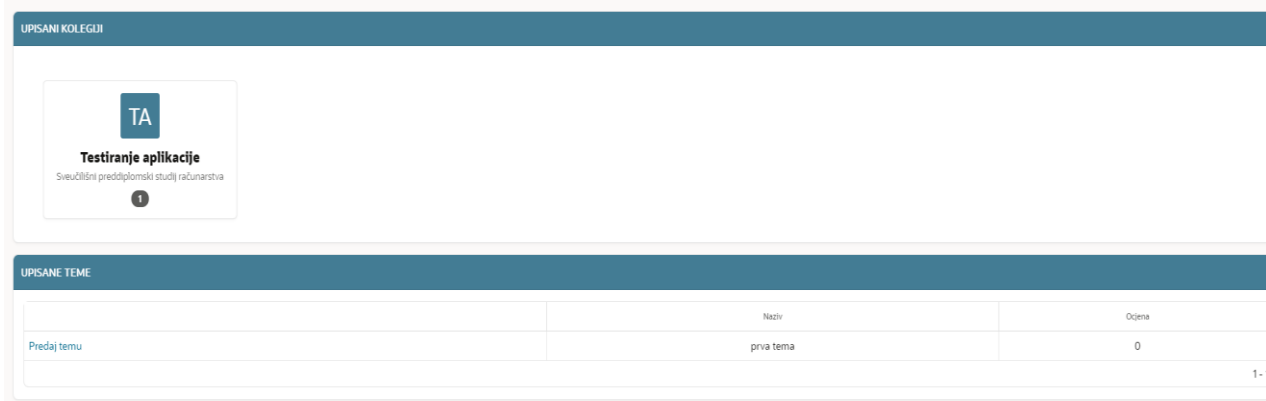 UPISANI KOLEGIJI
TA
Testiranje aplikacije
Sveučilišni preddiplomski studij računarstva
1
UPISANE TEME
Naziv Ocjena
Predaj temu prva tema 0
1 -